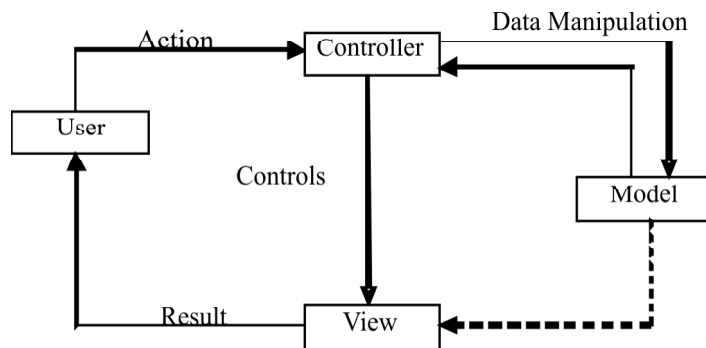 Data Manipulation
Action
Controller
User
Controls
Model
Result
View